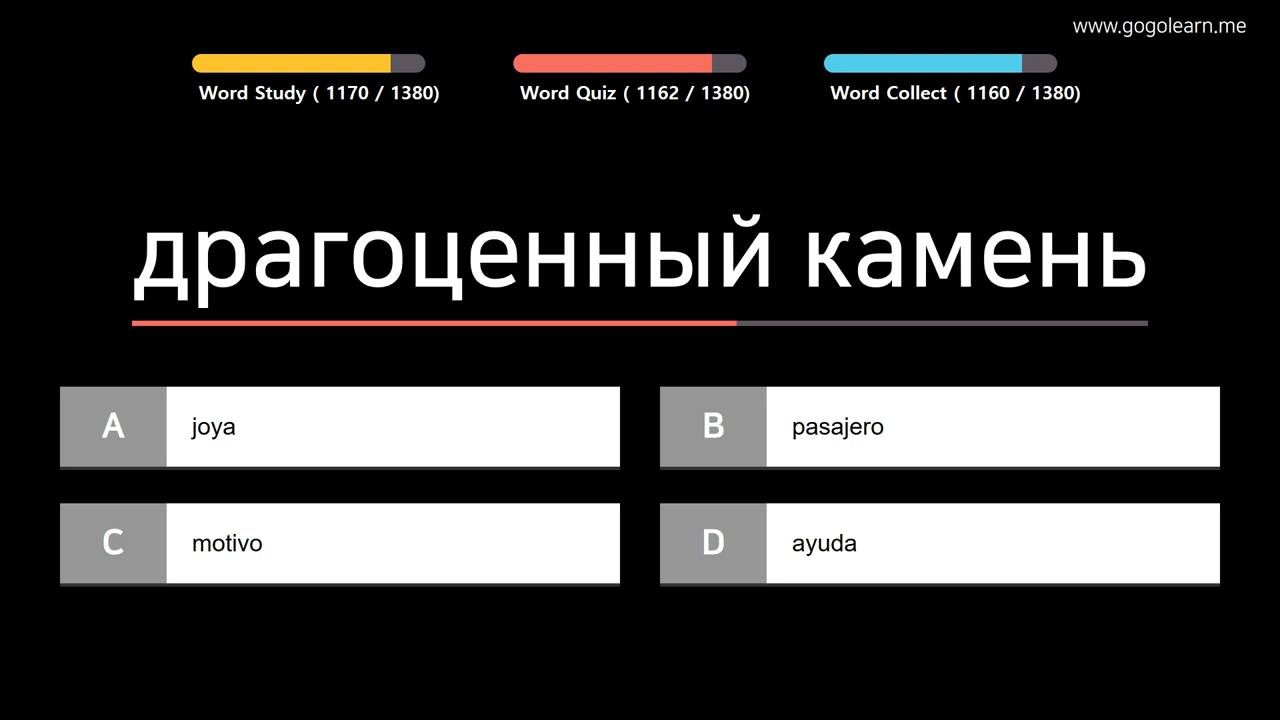 www.gogolearn.me
Word Study ( 1170 / 1380)
Word Quiz ( 1162 / 1380)
Word Collect ( 1160 / 1380)
драгоценный камень
A joya
B pasajero
C motivo
D ayuda